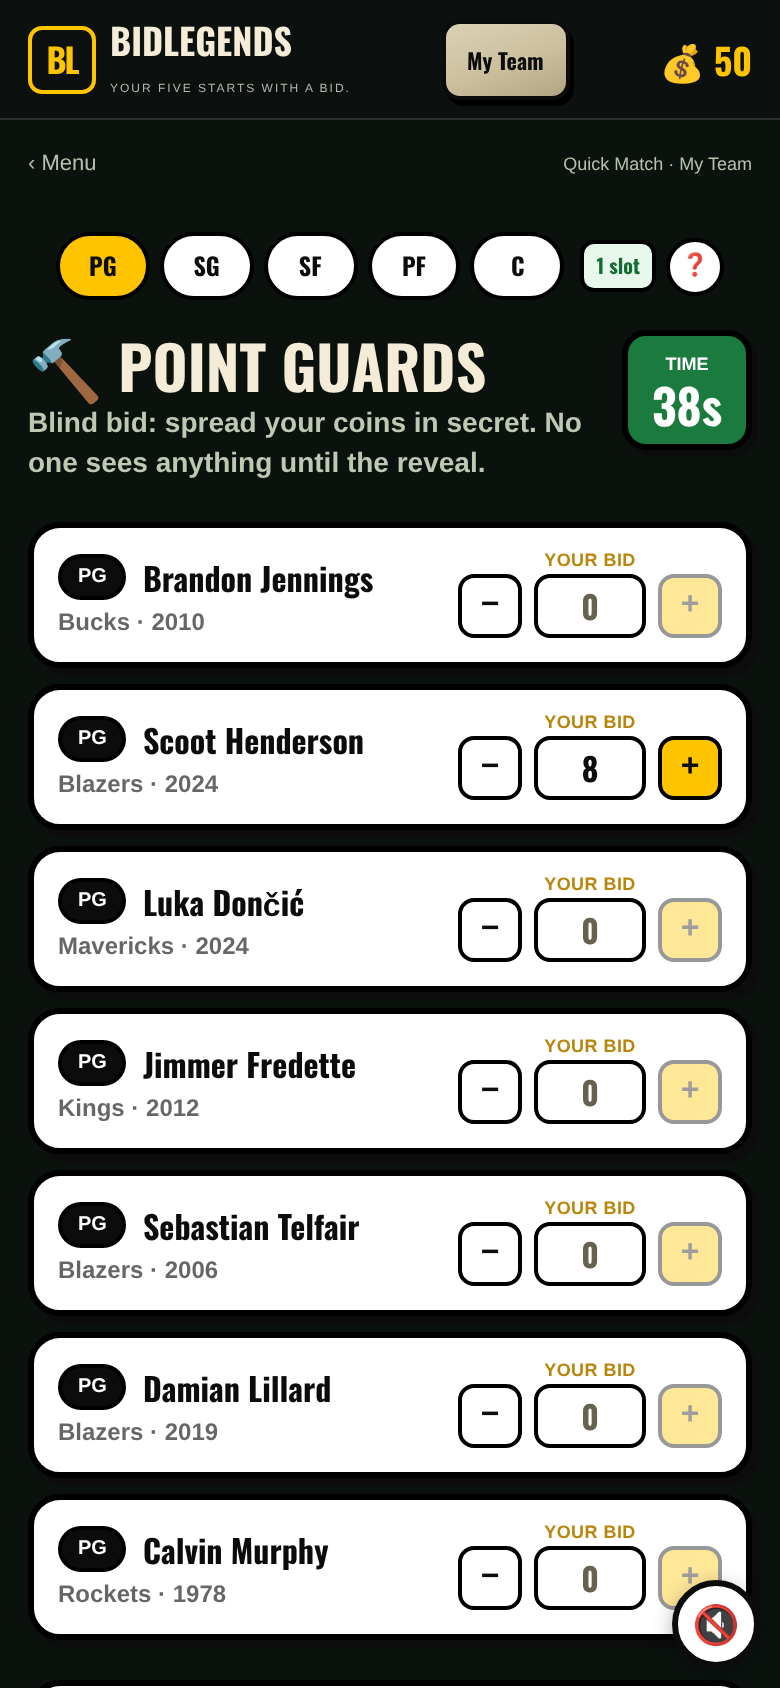 BL
BIDLEGENDS
YOUR FIVE STARTS WITH A BID.
My Team
50
‹ Menu
Quick Match · My Team
PG
SG
SF
PF
C
1 slot
?
POINT GUARDS
Blind bid: spread your coins in secret. No
one sees anything until the reveal.
TIME
38s
PG
Brandon Jennings
Bucks · 2010
YOUR BID
−
0
+
PG
Scoot Henderson
Blazers · 2024
YOUR BID
−
8
+
PG
Luka Dončić
Mavericks · 2024
YOUR BID
−
0
+
PG
Jimmer Fredette
Kings · 2012
YOUR BID
−
0
+
PG
Sebastian Telfair
Blazers · 2006
YOUR BID
−
0
+
PG
Damian Lillard
Blazers · 2019
YOUR BID
−
0
+
PG
Calvin Murphy
Rockets · 1978
YOUR BID
−
0
+